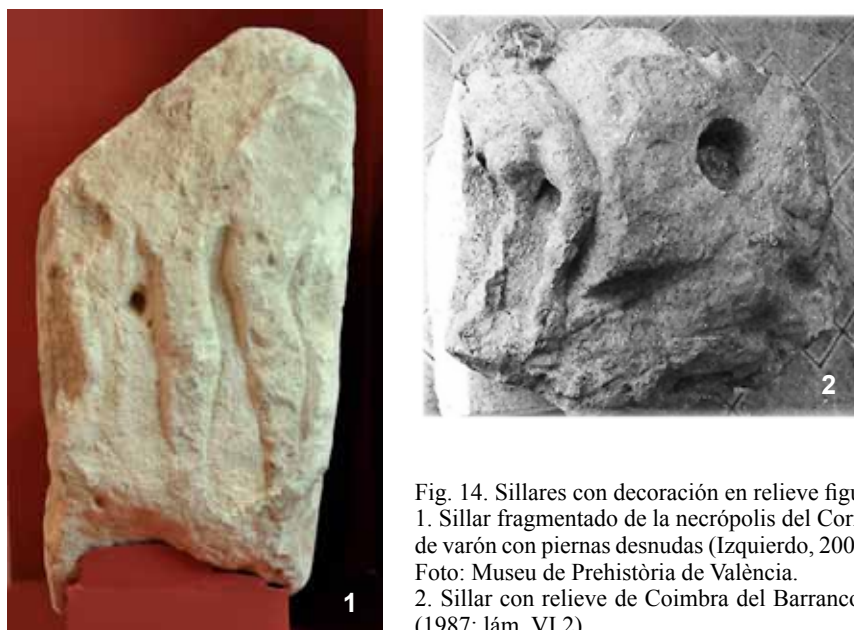 1
2
Fig. 14. Sillares con decoración en relieve
1. Sillar fragmentado de la necrópolis del
de varón con piernas desnudas (Izquierdo,
Foto: Museu de Prehistòria de València.
2. Sillar con relieve de Coimbra del
(1987: lám. VI,2)